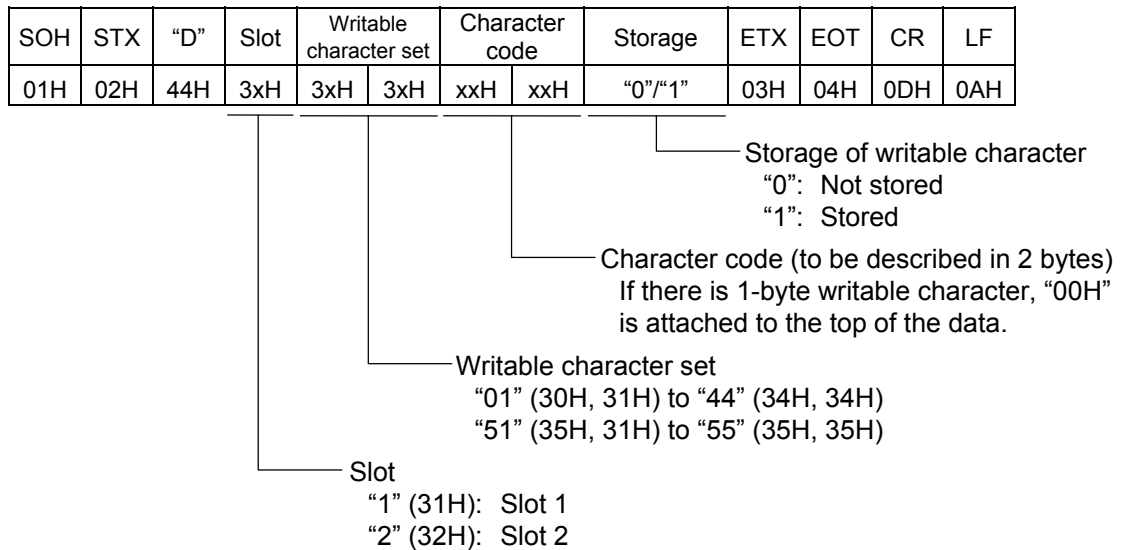 SOH STX “D” Slot Writable character set Character code Storage ETX EOT CR LF
01H 02H 44H 3xH 3xH 3xH xxH xxH “0”/“1” 03H 04H 0DH 0AH
Storage of writable character
“0”: Not stored
“1”: Stored
Character code (to be described in 2 bytes)
If there is 1-byte writable character, “00H”
is attached to the top of the data.
Writable character set
“01” (30H, 31H) to “44” (34H, 34H)
“51” (35H, 31H) to “55” (35H, 35H)
Slot
“1” (31H): Slot 1
“2” (32H): Slot 2